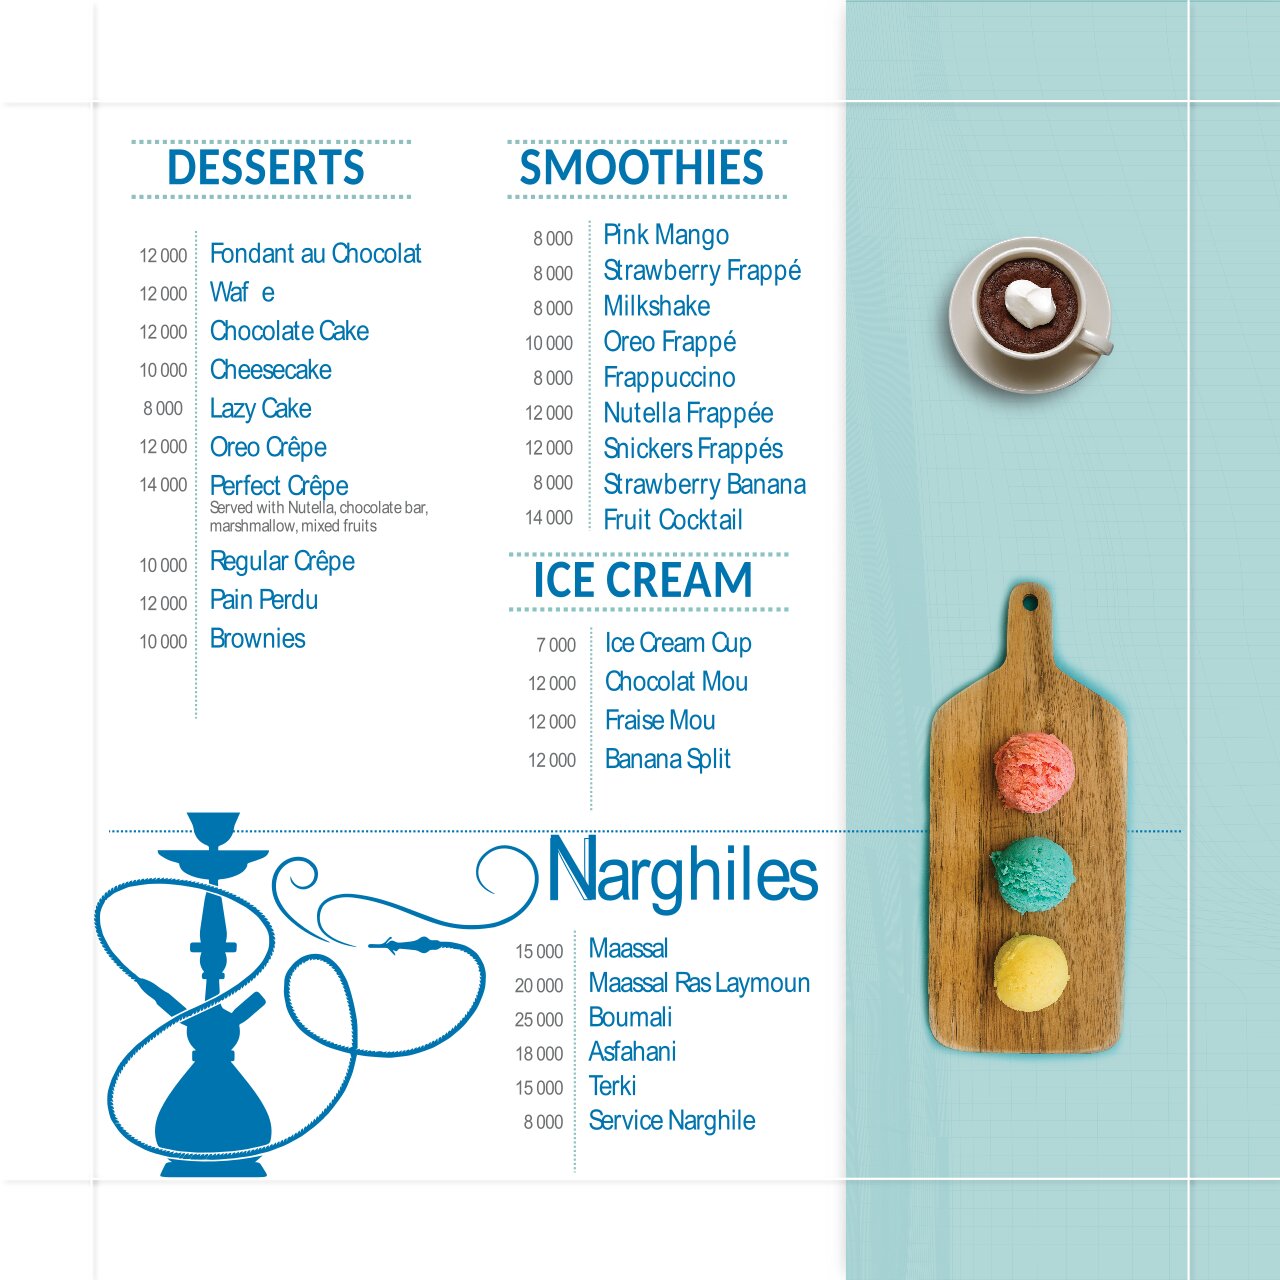 DESSERTS
12 000 Fondant au Chocolat
12 000 Waf e
12 000 Chocolate Cake
10 000 Cheesecake
8 000 Lazy Cake
12 000 Oreo Crêpe
14 000 Perfect Crêpe
Served with Nutella, chocolate bar,
marshmallow, mixed fruits
10 000 Regular Crêpe
12 000 Pain Perdu
10 000 Brownies
SMOOTHIES
8 000 Pink Mango
8 000 Strawberry Frappé
8 000 Milkshake
10 000 Oreo Frappé
8 000 Frappuccino
12 000 Nutella Frappée
12 000 Snickers Frappés
8 000 Strawberry Banana
14 000 Fruit Cocktail
ICE CREAM
7 000 Ice Cream Cup
12 000 Chocolat Mou
12 000 Fraise Mou
12 000 Banana Split
Narghiles
15 000 Maassal
20 000 Maassal Ras Laymoun
25 000 Boumali
18 000 Asfahani
15 000 Terki
8 000 Service Narghile